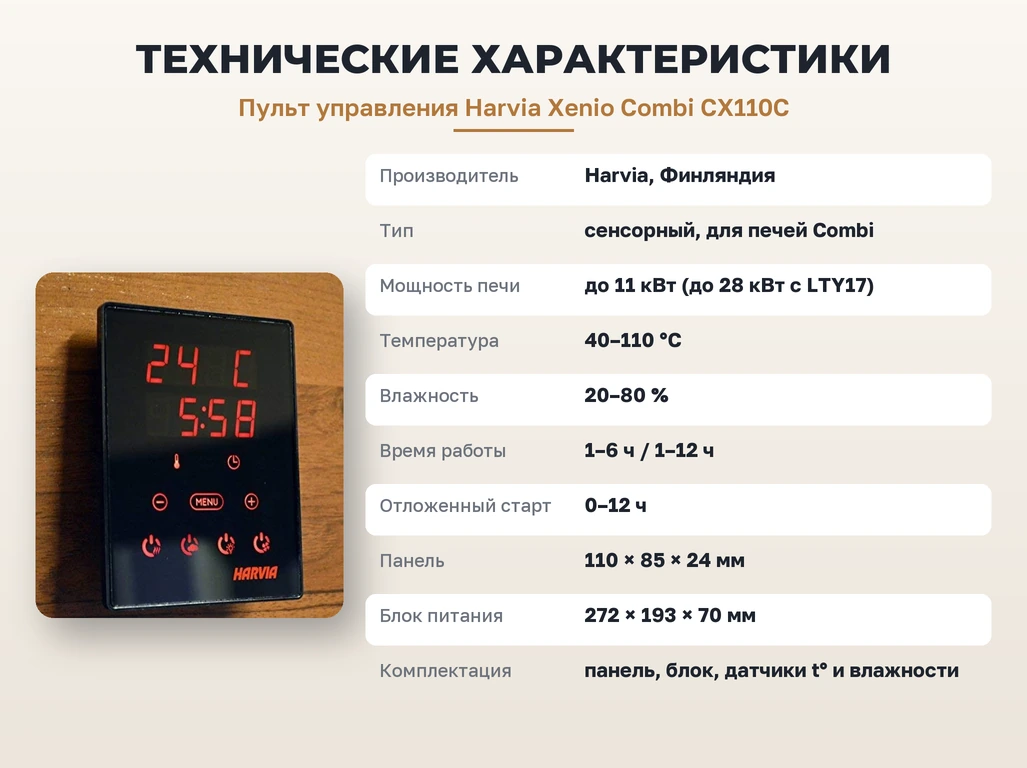 ТЕХНИЧЕСКИЕ ХАРАКТЕРИСТИКИ
Пульт управления Harvia Xenio Combi CX110C
Производитель Harvia, Финляндия
Тип сенсорный, для печей Combi
Мощность печи до 11 кВт (до 28 кВт с LTY17)
Температура 40–110 °C
Влажность 20–80 %
Время работы 1–6 ч / 1–12 ч
Отложенный старт 0–12 ч
Панель 110 × 85 × 24 мм
Блок питания 272 × 193 × 70 мм
Комплектация панель, блок, датчики t° и влажности
24 C
5:58
MENU
HARVIA